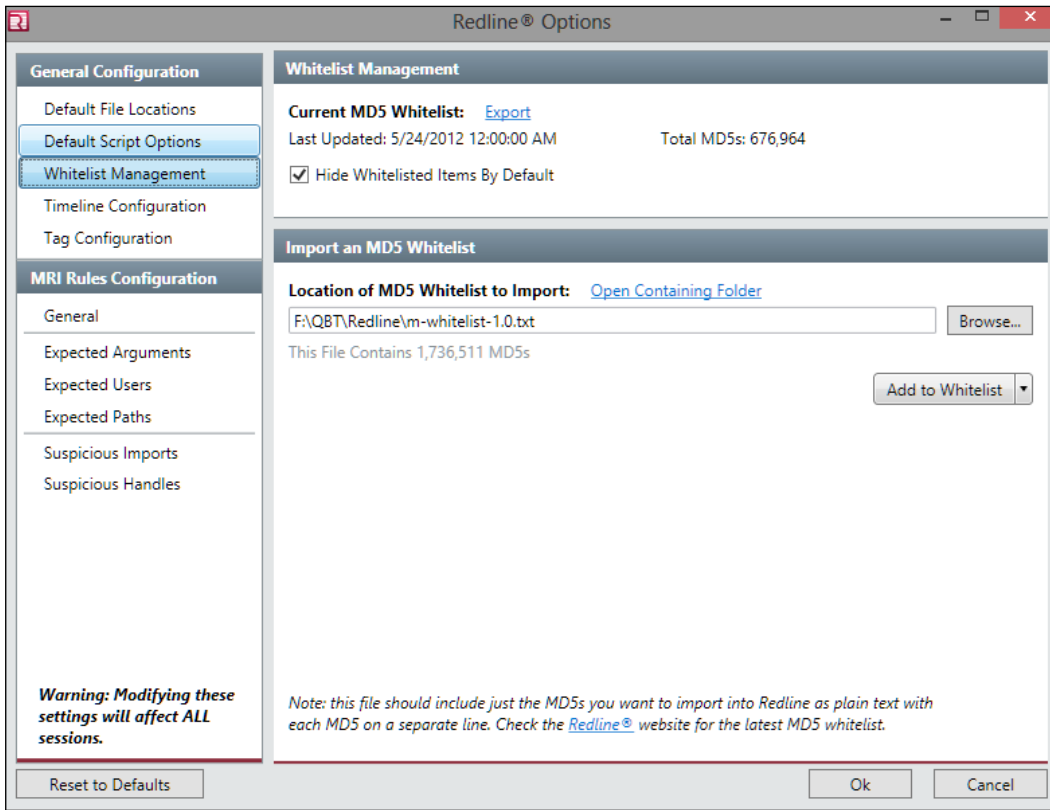 Redline® Options
General Configuration
Default File Locations
Default Script Options
Whitelist Management
Timeline Configuration
Tag Configuration
MRI Rules Configuration
General
Expected Arguments
Expected Users
Expected Paths
Suspicious Imports
Suspicious Handles
Warning: Modifying these
settings will affect ALL
sessions.
Whitelist Management
Current MD5 Whitelist: Export
Last Updated: 5/24/2012 12:00:00 AM Total MD5s: 676,964
Hide Whitelisted Items By Default
Import an MD5 Whitelist
Location of MD5 Whitelist to Import: Open Containing Folder
F:\QBT\Redline\m-whitelist-1.0.txt Browse...
This File Contains 1,736,511 MD5s
Add to Whitelist
Note: this file should include just the MD5s you want to import into Redline as plain text with
each MD5 on a separate line. Check the Redline® website for the latest MD5 whitelist.
Reset to Defaults Ok Cancel